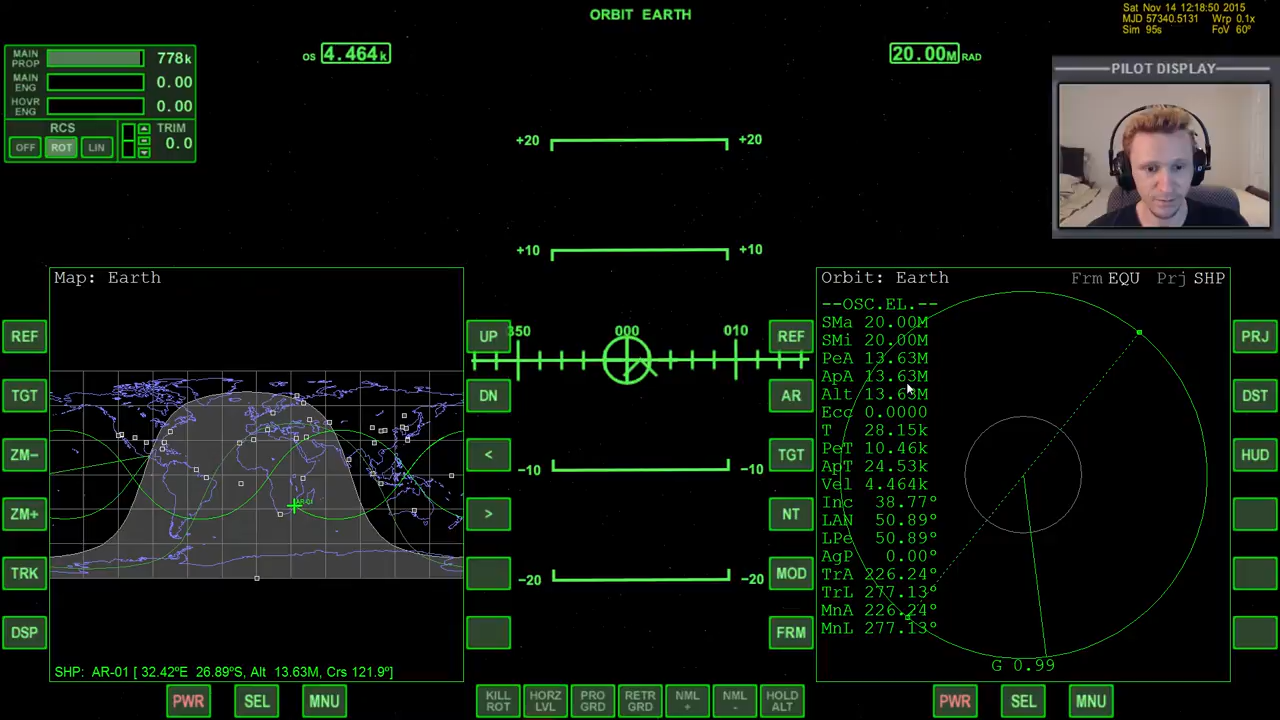 ORBIT EARTH
Sat Nov 14 12:18:50 2015
MJD 57340.5131 Wrp 0.1x
Sim 95s FoV 60°
MAIN PROP 778k
MAIN ENG 0.00
HOVR ENG 0.00
RCS
OFF ROT LIN
TRIM
0.0
OS 4.464k
20.00M RAD
PILOT DISPLAY
+20 +20
+10 +10
350 000 010
-10 -10
-20 -20
Map: Earth
REF
TGT
ZM-
ZM+
TRK
DSP
UP
DN
<
>
SHP: AR-01 [ 32.42°E 26.89°S, Alt 13.63M, Crs 121.9°]
PWR SEL MNU
KILL ROT
HORZ LVL
PRO GRD
RETR GRD
NML +
NML -
HOLD ALT
Orbit: Earth
Frm EQU Prj SHP
--OSC.EL.--
SMa 20.00M
SMi 20.00M
PeA 13.63M
ApA 13.63M
Alt 13.63M
Ecc 0.0000
T 28.15k
PeT 10.46k
ApT 24.53k
Vel 4.464k
Inc 38.77°
LAN 50.89°
LPe 50.89°
AgP 0.00°
TrA 226.24°
TrL 277.13°
MnA 226.24°
MnL 277.13°
G 0.99
REF
AR
TGT
NT
MOD
FRM
PRJ
DST
HUD
PWR SEL MNU